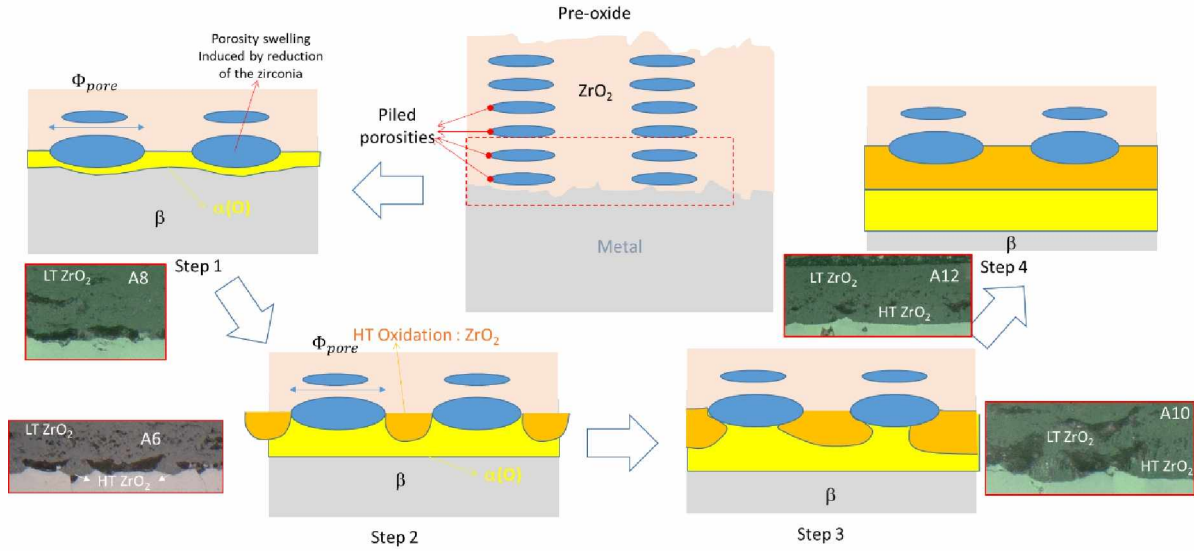 Pre-oxide
Porosity swelling
Induced by reduction
of the zirconia
Φpore
ZrO₂
Piled
porosities
α(O)
β
Metal
β
Step 1
Step 4
LT ZrO₂
A8
LT ZrO₂
A12
HT ZrO₂
HT Oxidation : ZrO₂
Φpore
LT ZrO₂
A6
HT ZrO₂
β
α(O)
Step 2
β
Step 3
A10
LT ZrO₂
HT ZrO₂